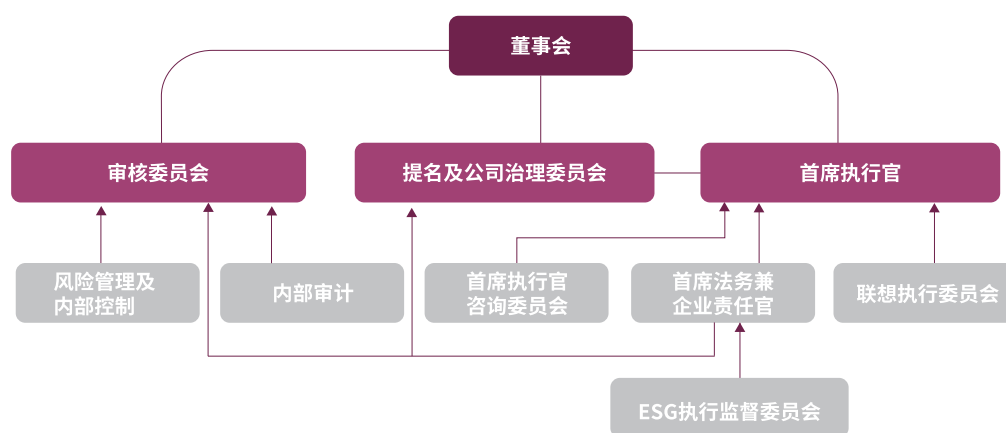 董事会
审核委员会
提名及公司治理委员会
首席执行官
风险管理及
内部控制
内部审计
首席执行官
咨询委员会
首席法务兼
企业责任官
联想执行委员会
ESG执行监督委员会